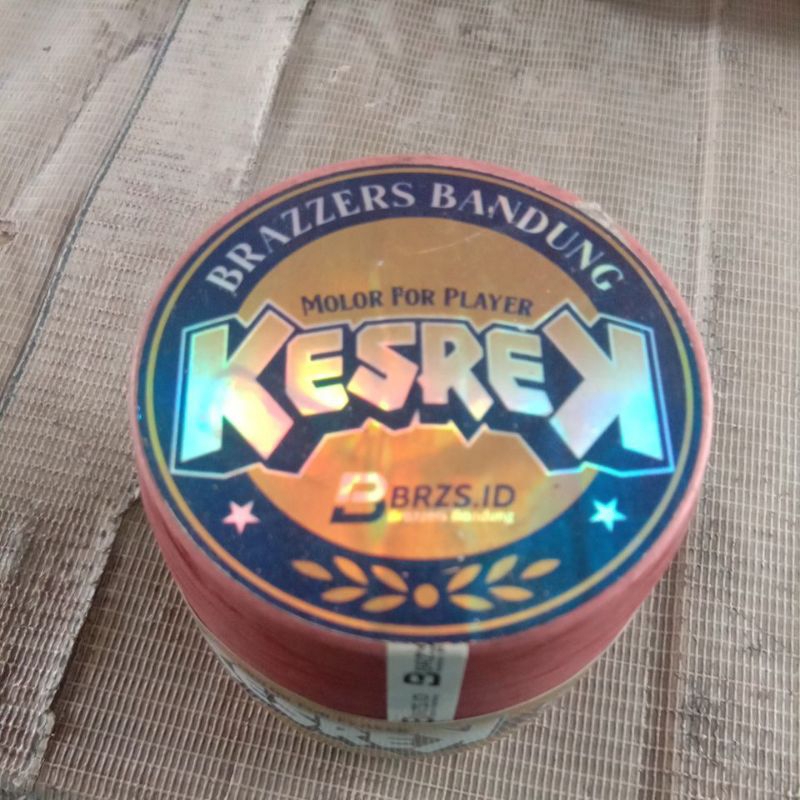 BRAZZERS BANDUNG
MOLOR FOR PLAYER
KESREK
BRZS.ID
Brazzers Bandung